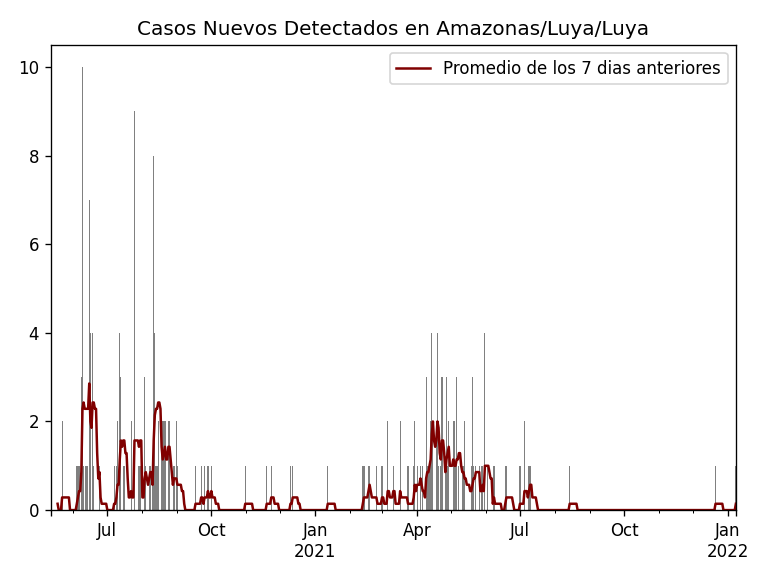 Casos Nuevos Detectados en Amazonas/Luya/Luya
Promedio de los 7 dias anteriores
10
8
6
4
2
0
Jul
Oct
Jan
2021
Apr
Jul
Oct
Jan
2022